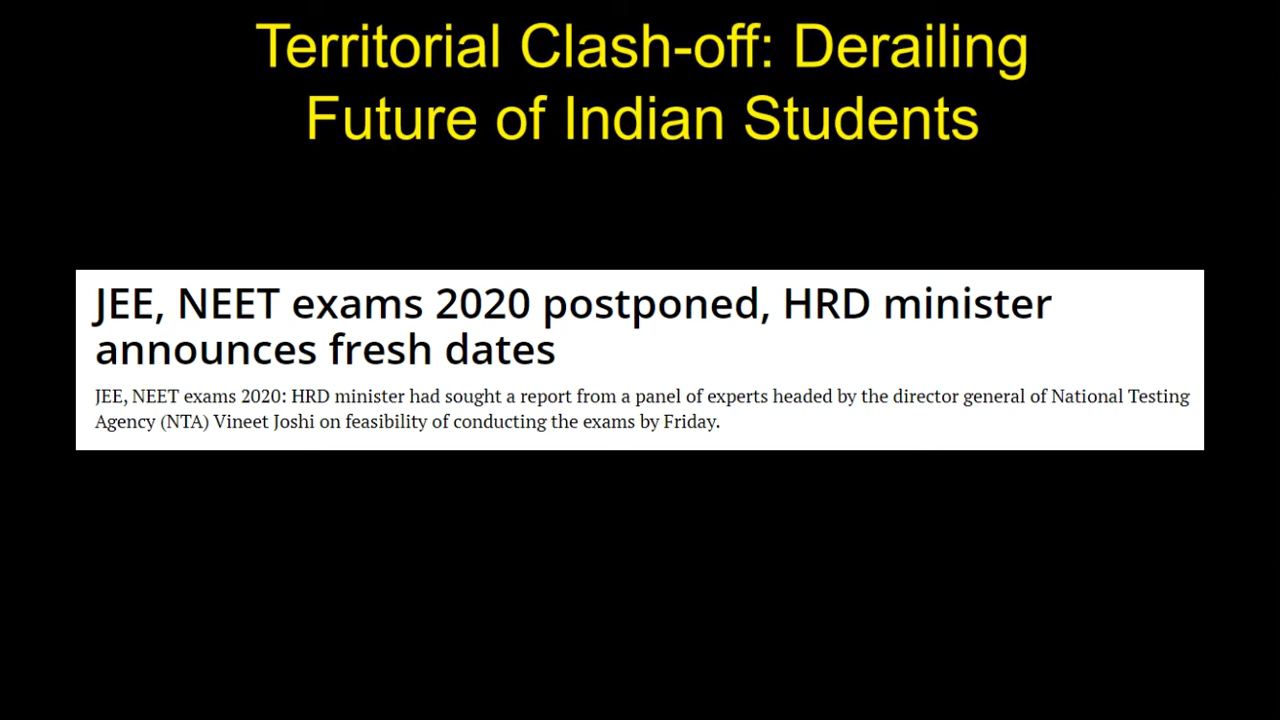 Territorial Clash-off: Derailing
Future of Indian Students
JEE, NEET exams 2020 postponed, HRD minister
announces fresh dates
JEE, NEET exams 2020: HRD minister had sought a report from a panel of experts headed by the director general of National Testing
Agency (NTA) Vineet Joshi on feasibility of conducting the exams by Friday.